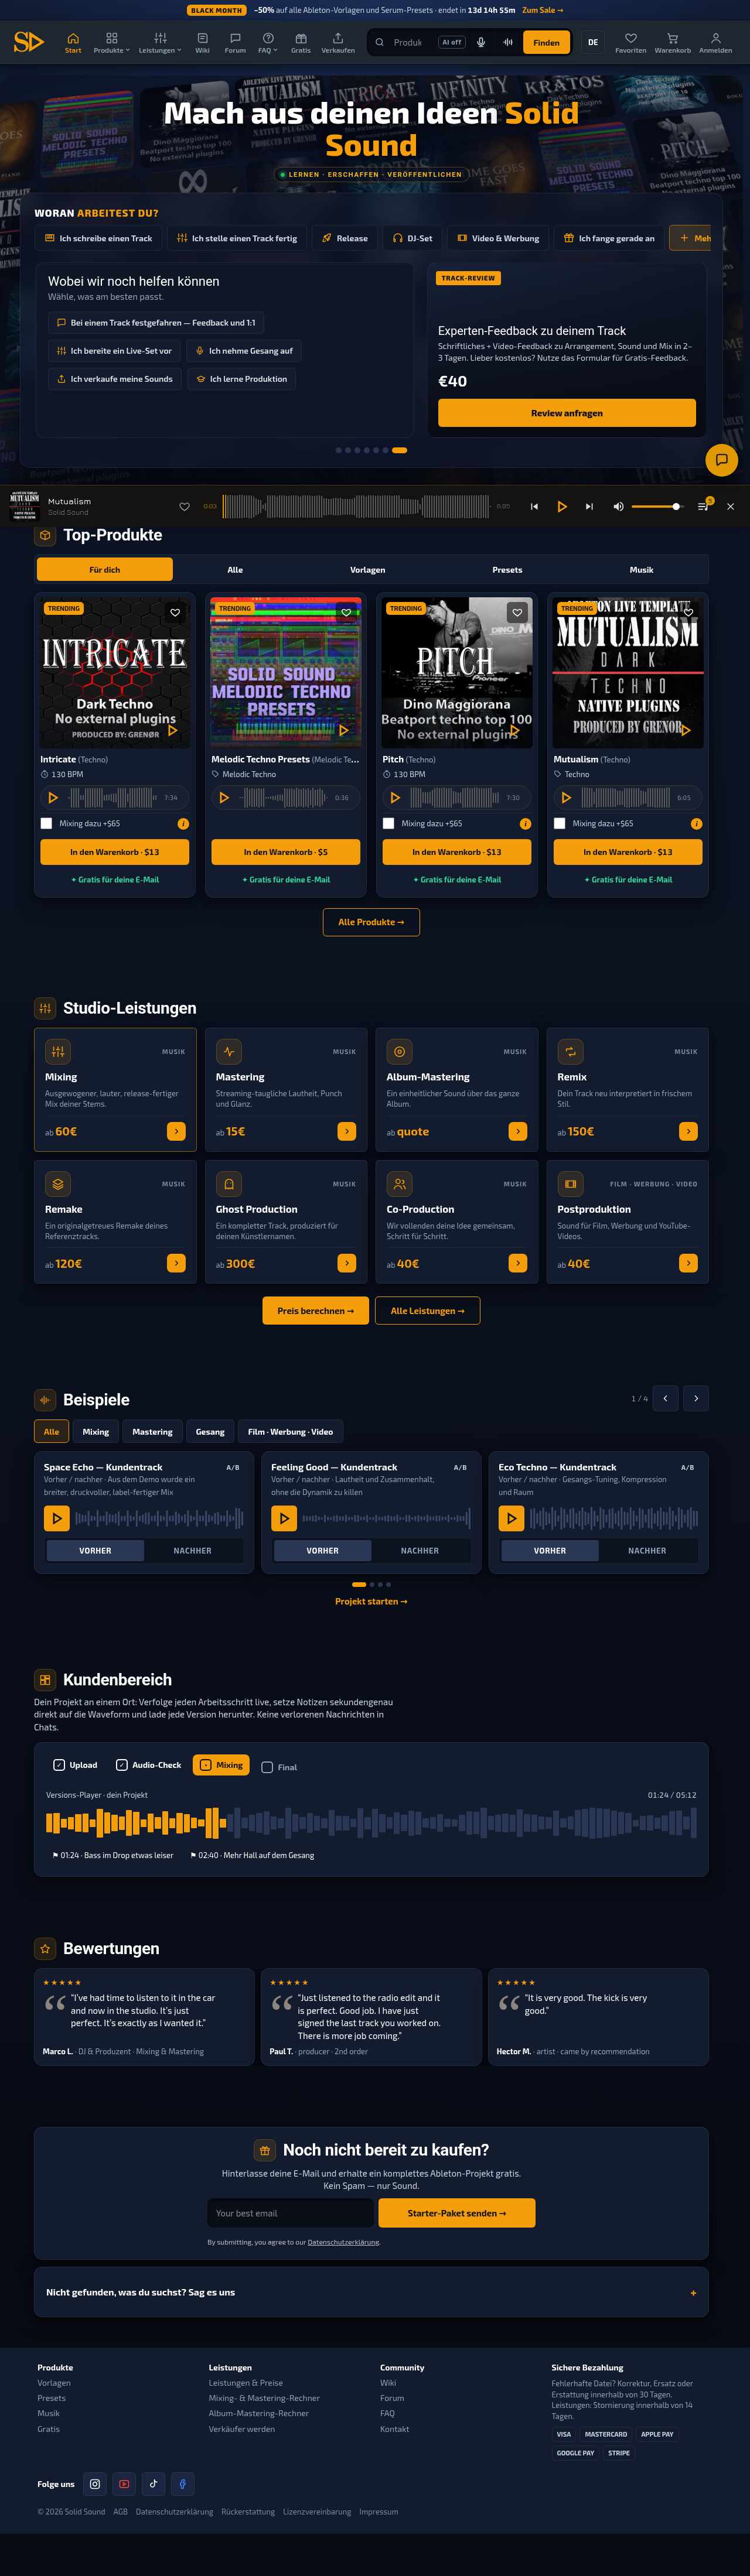 BLACK MONTH −50% auf alle Ableton-Vorlagen und Serum-Presets · endet in 13d 14h 55m Zum Sale →
Start
Produkte
Leistungen
Wiki
Forum
FAQ
Gratis
Verkaufen
Produk
AI off
Finden
DE
Favoriten
Warenkorb
Anmelden
Mach aus deinen Ideen Solid
Sound
LERNEN · ERSCHAFFEN · VERÖFFENTLICHEN
WORAN ARBEITEST DU?
Ich schreibe einen Track
Ich stelle einen Track fertig
Release
DJ-Set
Video & Werbung
Ich fange gerade an
Meh
Wobei wir noch helfen können
Wähle, was am besten passt.
Bei einem Track festgefahren — Feedback und 1:1
Ich bereite ein Live-Set vor
Ich nehme Gesang auf
Ich verkaufe meine Sounds
Ich lerne Produktion
TRACK-REVIEW
Experten-Feedback zu deinem Track
Schriftliches + Video-Feedback zu Arrangement, Sound und Mix in 2–
3 Tagen. Lieber kostenlos? Nutze das Formular für Gratis-Feedback.
€40
Review anfragen
Mutualism
Solid Sound
0:03
6:05
5
Top-Produkte
Für dich
Alle
Vorlagen
Presets
Musik
TRENDING
INTRICATE
Dark Techno
No external plugins
PRODUCED BY: GRENØR
Intricate (Techno)
130 BPM
7:34
Mixing dazu +$65
i
In den Warenkorb · $13
+ Gratis für deine E-Mail
TRENDING
SOLID SOUND
MELODIC TECHNO
PRESETS
Melodic Techno Presets (Melodic Te...
Melodic Techno
0:36
In den Warenkorb · $5
+ Gratis für deine E-Mail
TRENDING
PITCH
Dino Maggiorana
Beatport techno top 100
No external plugins
Pitch (Techno)
130 BPM
7:30
Mixing dazu +$65
i
In den Warenkorb · $13
+ Gratis für deine E-Mail
TRENDING
ABLETON LIVE TEMPLATE
MUTUALISM
DARK
TECHNO
NATIVE PLUGINS
PRODUCED BY GRENOR
Mutualism (Techno)
Techno
6:05
Mixing dazu +$65
i
In den Warenkorb · $13
+ Gratis für deine E-Mail
Alle Produkte →
Studio-Leistungen
MUSIK
Mixing
Ausgewogener, lauter, release-fertiger
Mix deiner Stems.
ab 60€
MUSIK
Mastering
Streaming-taugliche Lautheit, Punch
und Glanz.
ab 15€
MUSIK
Album-Mastering
Ein einheitlicher Sound über das ganze
Album.
ab quote
MUSIK
Remix
Dein Track neu interpretiert in frischem
Stil.
ab 150€
MUSIK
Remake
Ein originalgetreues Remake deines
Referenztracks.
ab 120€
MUSIK
Ghost Production
Ein kompletter Track, produziert für
deinen Künstlernamen.
ab 300€
MUSIK
Co-Production
Wir vollenden deine Idee gemeinsam,
Schritt für Schritt.
ab 40€
FILM · WERBUNG · VIDEO
Postproduktion
Sound für Film, Werbung und YouTube-
Videos.
ab 40€
Preis berechnen →
Alle Leistungen →
Beispiele
1 / 4
Alle
Mixing
Mastering
Gesang
Film · Werbung · Video
Space Echo — Kundentrack
A/B
Vorher / nachher · Aus dem Demo wurde ein
breiter, druckvoller, label-fertiger Mix
VORHER
NACHHER
Feeling Good — Kundentrack
A/B
Vorher / nachher · Lautheit und Zusammenhalt,
ohne die Dynamik zu killen
VORHER
NACHHER
Eco Techno — Kundentrack
A/B
Vorher / nachher · Gesangs-Tuning, Kompression
und Raum
VORHER
NACHHER
Projekt starten →
Kundenbereich
Dein Projekt an einem Ort: Verfolge jeden Arbeitsschritt live, setze Notizen sekundengenau
direkt auf die Waveform und lade jede Version herunter. Keine verlorenen Nachrichten in
Chats.
Upload
Audio-Check
Mixing
Final
Versions-Player · dein Projekt
01:24 / 05:12
01:24 · Bass im Drop etwas leiser
02:40 · Mehr Hall auf dem Gesang
Bewertungen
★★★★★
“I’ve had time to listen to it in the car
and now in the studio. It’s just
perfect. It’s exactly as I wanted it.”
Marco L. · DJ & Produzent · Mixing & Mastering
★★★★★
“Just listened to the radio edit and it
is perfect. Good job. I have just
signed the last track you worked on.
There is more job coming.”
Paul T. · producer · 2nd order
★★★★★
“It is very good. The kick is very
good.”
Hector M. · artist · came by recommendation
Noch nicht bereit zu kaufen?
Hinterlasse deine E-Mail und erhalte ein komplettes Ableton-Projekt gratis.
Kein Spam — nur Sound.
Your best email
Starter-Paket senden →
By submitting, you agree to our Datenschutzerklärung.
Nicht gefunden, was du suchst? Sag es uns
+
Produkte
Vorlagen
Presets
Musik
Gratis
Leistungen
Leistungen & Preise
Mixing- & Mastering-Rechner
Album-Mastering-Rechner
Verkäufer werden
Community
Wiki
Forum
FAQ
Kontakt
Sichere Bezahlung
Fehlerhafte Datei? Korrektur, Ersatz oder
Erstattung innerhalb von 30 Tagen.
Leistungen: Stornierung innerhalb von 14
Tagen.
VISA
MASTERCARD
APPLE PAY
GOOGLE PAY
STRIPE
Folge uns
© 2026 Solid Sound
AGB
Datenschutzerklärung
Rückerstattung
Lizenzvereinbarung
Impressum